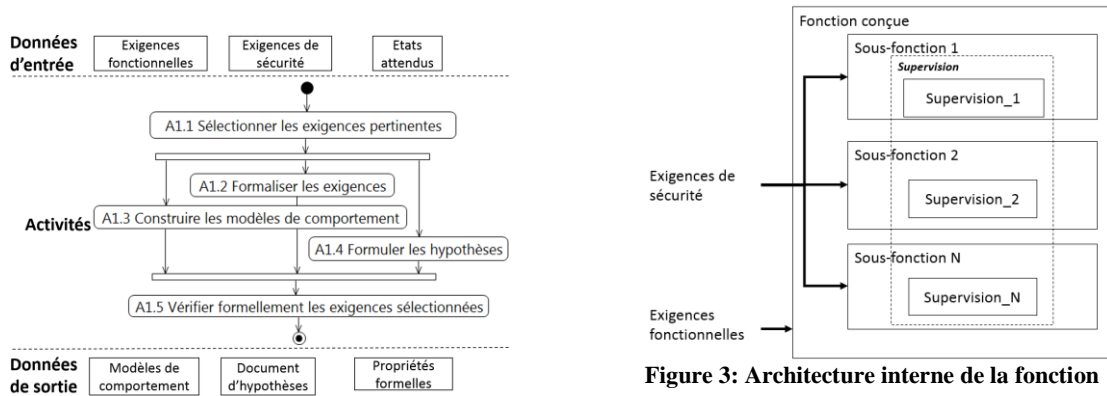 Données
d'entrée
Exigences
fonctionnelles
Exigences de
sécurité
Etats
attendus
A1.1 Sélectionner les exigences pertinentes
A1.2 Formaliser les exigences
A1.3 Construire les modèles de comportement
Activités
A1.4 Formuler les hypothèses
A1.5 Vérifier formellement les exigences sélectionnées
Données
de sortie
Modèles de
comportement
Document
d'hypothèses
Propriétés
formelles
Fonction conçue
Sous-fonction 1
Supervision
Supervision_1
Sous-fonction 2
Supervision_2
Exigences de
sécurité
Sous-fonction N
Supervision_N
Exigences
fonctionnelles
Figure 3: Architecture interne de la fonction